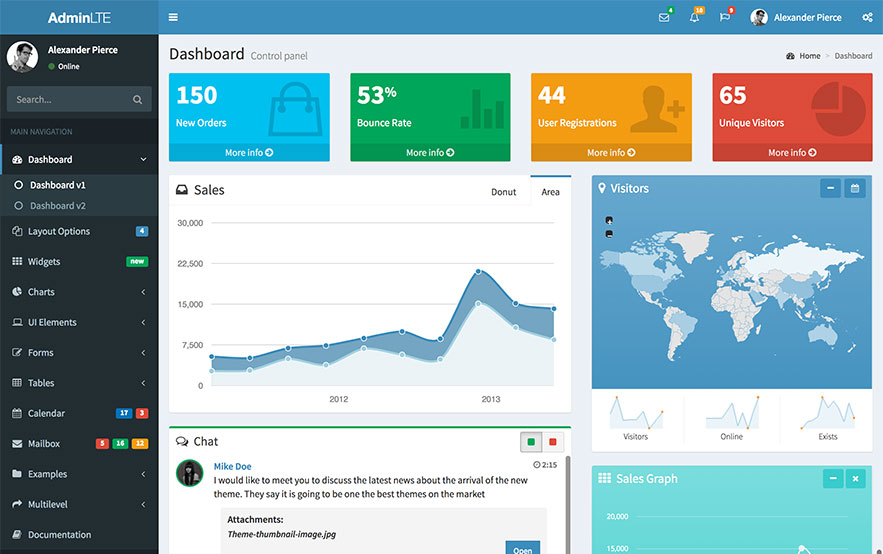 AdminLTE
4
10
9
Alexander Pierce
Alexander Pierce
Online
Search...
MAIN NAVIGATION
Dashboard
Dashboard v1
Dashboard v2
Layout Options 4
Widgets new
Charts
UI Elements
Forms
Tables
Calendar 17 3
Mailbox 5 16 12
Examples
Multilevel
Documentation
Dashboard Control panel
Home > Dashboard
150
New Orders
More info
53%
Bounce Rate
More info
44
User Registrations
More info
65
Unique Visitors
More info
Sales
Donut
Area
30,000
22,500
15,000
7,500
0
2012
2013
Visitors
+
−
Visitors
Online
Exists
Chat
Mike Doe
2:15
I would like to meet you to discuss the latest news about the arrival of the new
theme. They say it is going to be one the best themes on the market
Attachments:
Theme-thumbnail-image.jpg
Open
Sales Graph
20,000
15,000